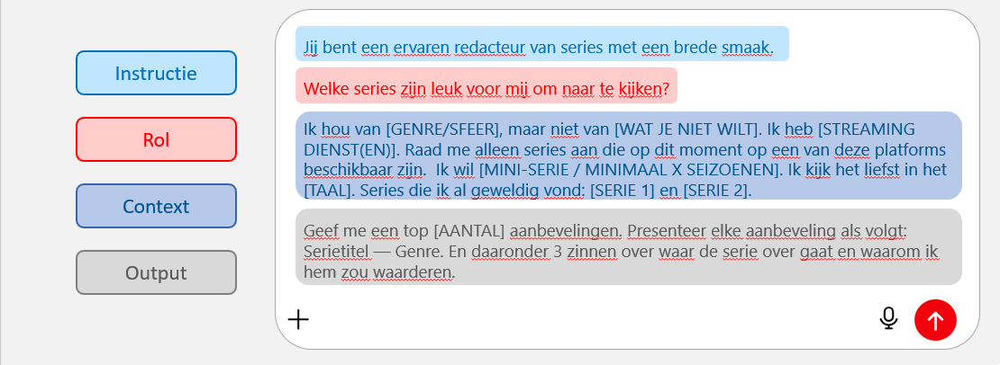 Instructie
Rol
Context
Output
Jij bent een ervaren redacteur van series met een brede smaak.
Welke series zijn leuk voor mij om naar te kijken?
Ik hou van [GENRE/SFEER], maar niet van [WAT JE NIET WILT]. Ik heb [STREAMING
DIENST(EN)]. Raad me alleen series aan die op dit moment op een van deze platforms
beschikbaar zijn.  Ik wil [MINI-SERIE / MINIMAAL X SEIZOENEN]. Ik kijk het liefst in het
[TAAL]. Series die ik al geweldig vond: [SERIE 1] en [SERIE 2].
Geef me een top [AANTAL] aanbevelingen. Presenteer elke aanbeveling als volgt:
Serietitel — Genre. En daaronder 3 zinnen over waar de serie over gaat en waarom ik
hem zou waarderen.